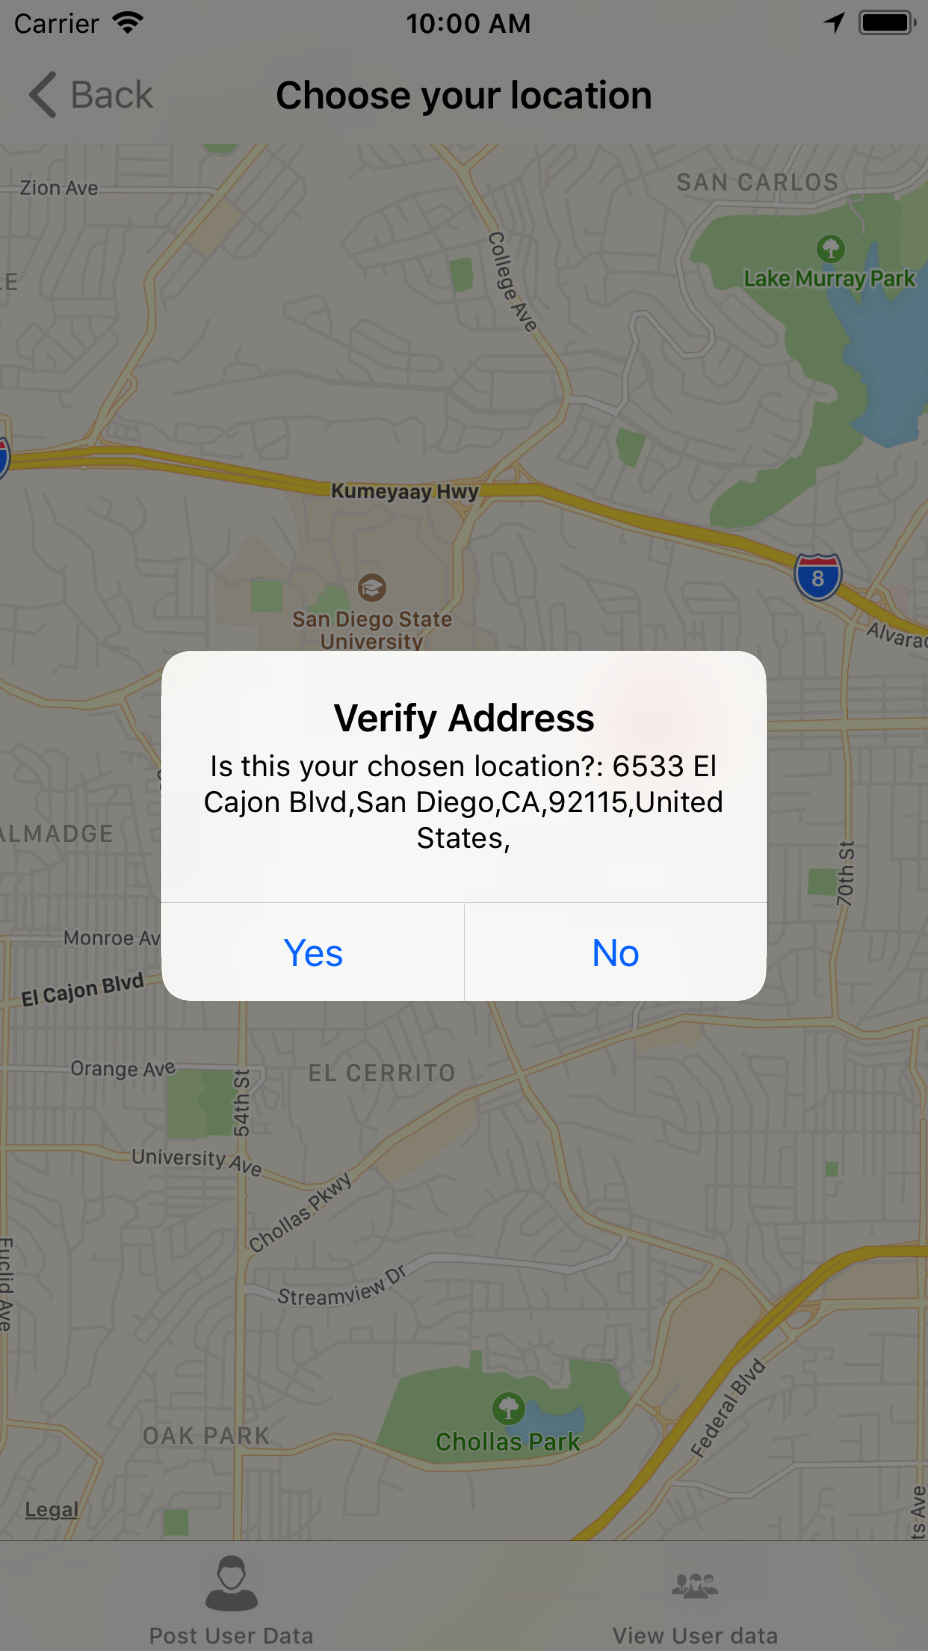 Carrier 10:00 AM
Back Choose your location
Zion Ave
SAN CARLOS
College Ave
Lake Murray Park
Kumeyaay Hwy
8
San Diego State
University
Verify Address
Is this your chosen location?: 6533 El
Cajon Blvd,San Diego,CA,92115,United
States,
70th St
Yes No
Monroe Av
El Cajon Blvd
Orange Ave
EL CERRITO
54th St
University Ave
Chollas Pkwy
Euclid Ave
Streamview Dr
Federal Blvd
OAK PARK
Chollas Park
Legal
Post User Data View User data